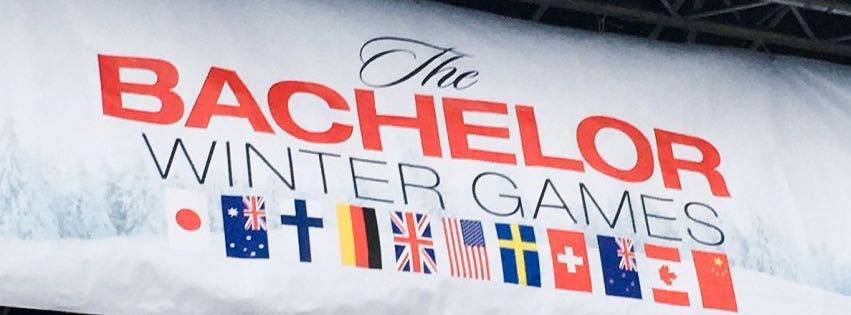 The
BACHELOR
WINTER GAMES